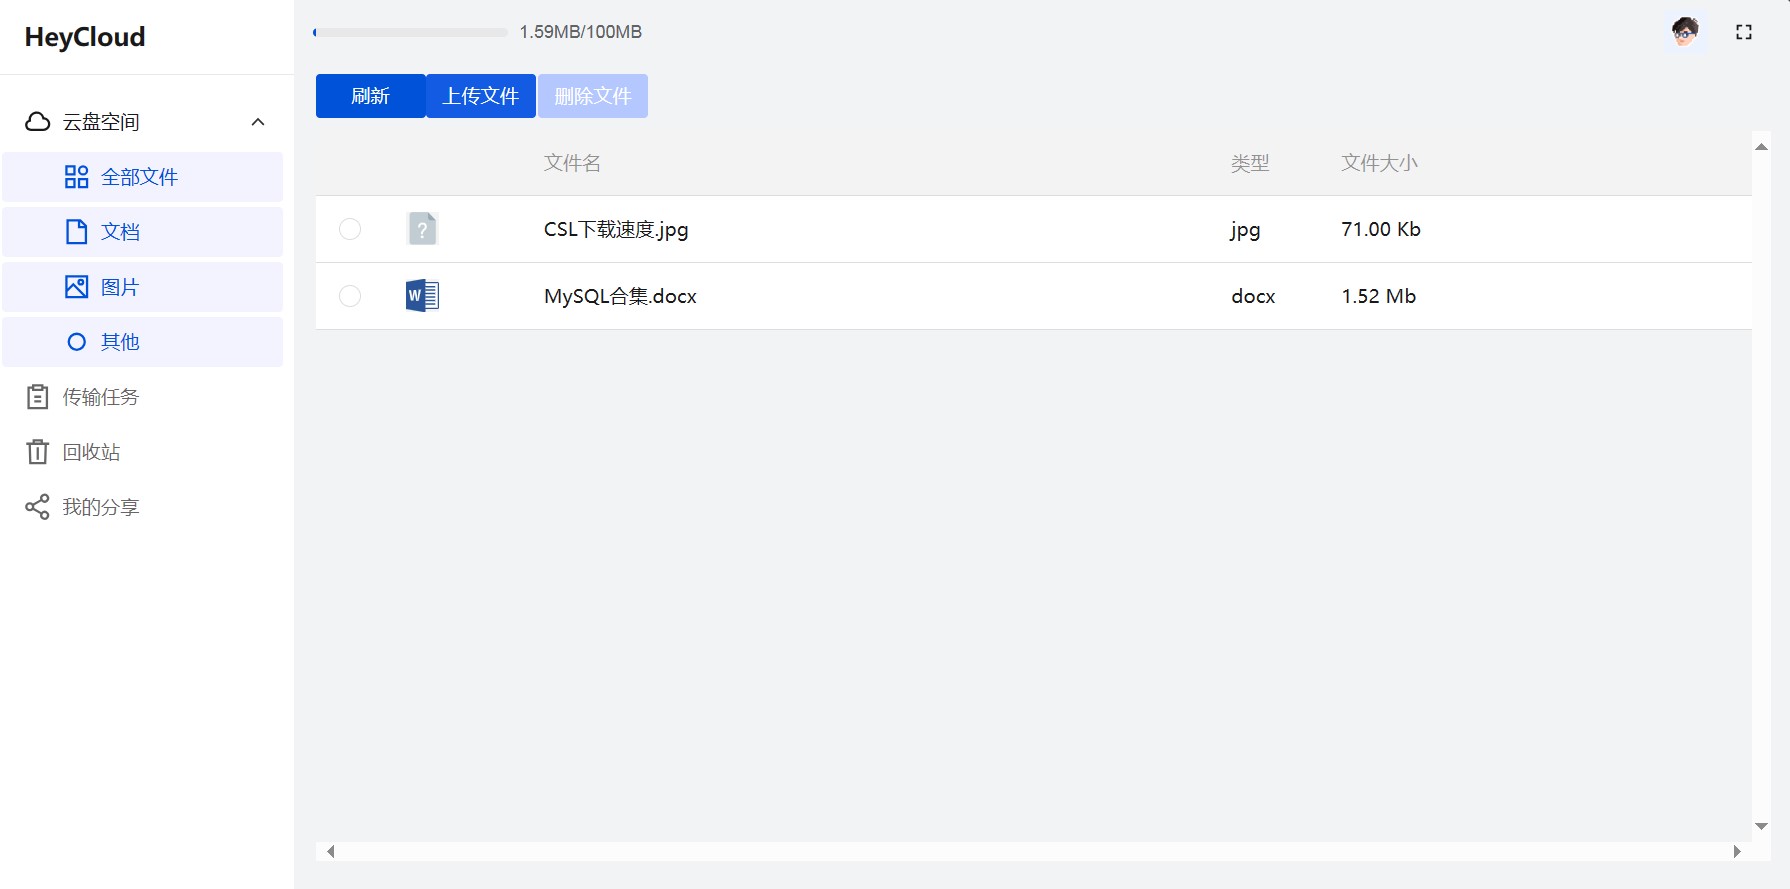 HeyCloud
1.59MB/100MB
云盘空间
全部文件
文档
图片
其他
传输任务
回收站
我的分享
刷新 上传文件 删除文件
文件名 类型 文件大小
? CSL下载速度.jpg jpg 71.00 Kb
W MySQL合集.docx docx 1.52 Mb